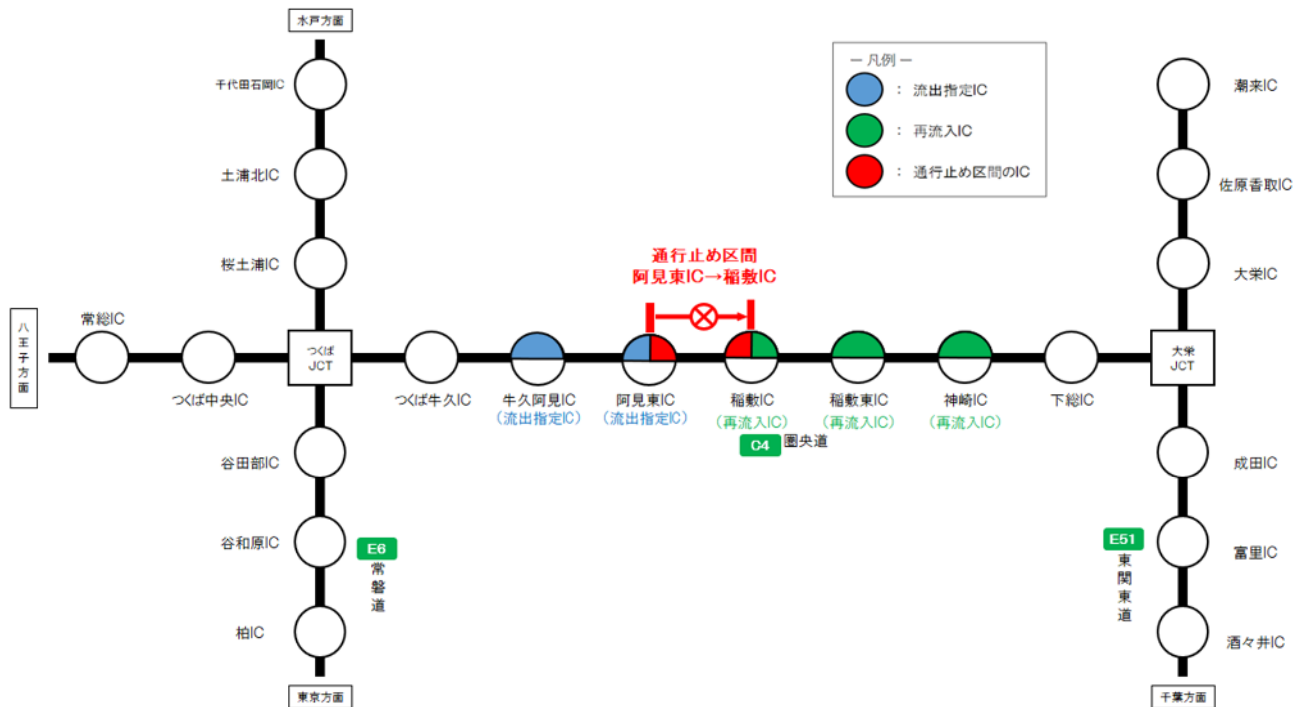 水戸方面
千代田石岡IC
土浦北IC
桜土浦IC
― 凡例 ―
： 流出指定IC
： 再流入IC
： 通行止め区間のIC
潮来IC
佐原香取IC
大栄IC
通行止め区間
阿見東IC→稲敷IC
八王子方面
常総IC
つくば中央IC
つくば
JCT
つくば牛久IC
牛久阿見IC
(流出指定IC)
阿見東IC
(流出指定IC)
稲敷IC
(再流入IC)
稲敷東IC
(再流入IC)
神崎IC
(再流入IC)
下総IC
大栄
JCT
C4 圏央道
谷田部IC
谷和原IC
柏IC
E6
常磐道
東京方面
成田IC
富里IC
酒々井IC
E51
東関東道
千葉方面